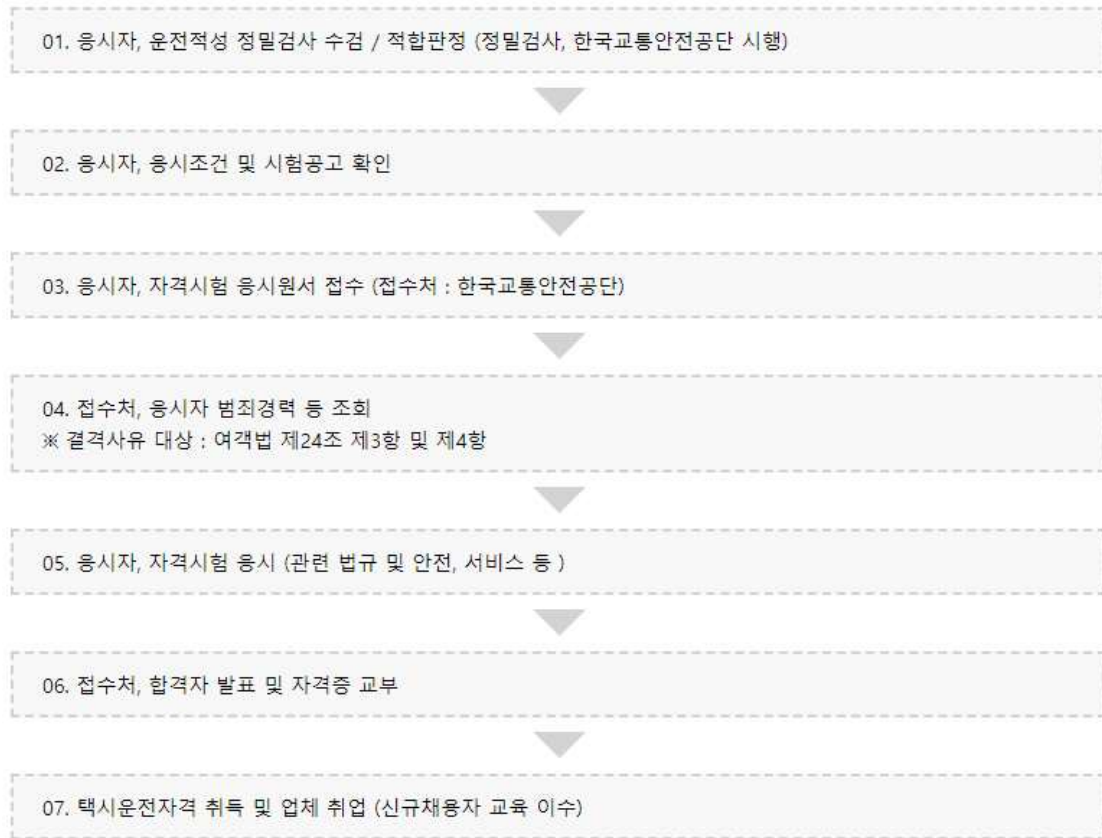 01. 응시자, 운전적성 정밀검사 수검 / 적합판정 (정밀검사, 한국교통안전공단 시행)
02. 응시자, 응시조건 및 시험공고 확인
03. 응시자, 자격시험 응시원서 접수 (접수처 : 한국교통안전공단)
04. 접수처, 응시자 범죄경력 등 조회
※ 결격사유 대상 : 여객법 제24조 제3항 및 제4항
05. 응시자, 자격시험 응시 (관련 법규 및 안전, 서비스 등 )
06. 접수처, 합격자 발표 및 자격증 교부
07. 택시운전자격 취득 및 업체 취업 (신규채용자 교육 이수)